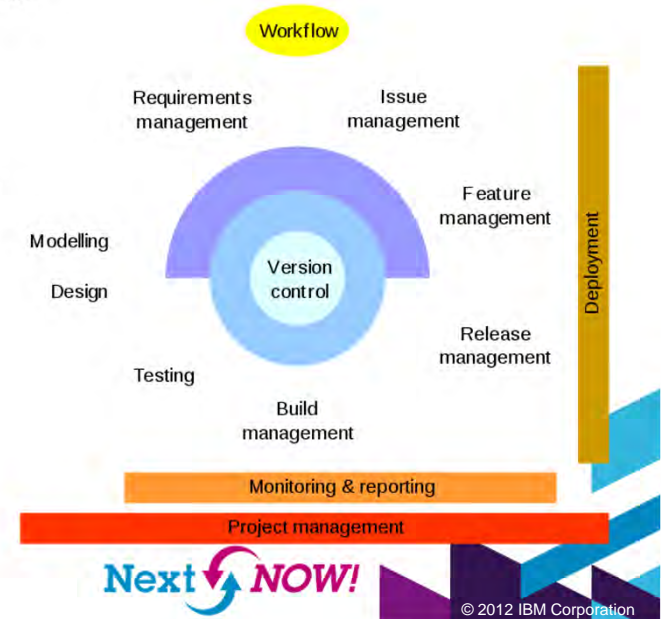 Workflow
Requirements
management
Issue
management
Feature
management
Modelling
Design
Version
control
Deployment
Release
management
Testing
Build
management
Monitoring & reporting
Project management
Next NOW!
© 2012 IBM Corporation